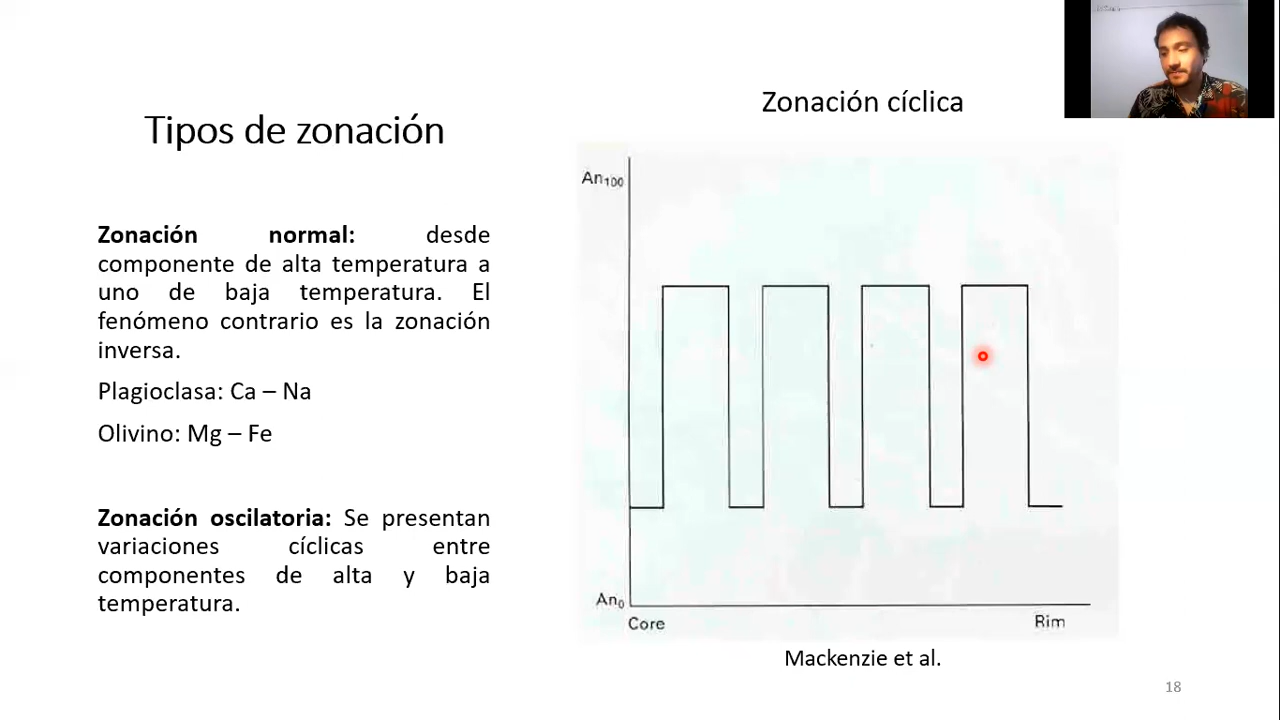 Tipos de zonación
Zonación normal: desde
componente de alta temperatura a
uno de baja temperatura. El
fenómeno contrario es la zonación
inversa.
Plagioclasa: Ca – Na
Olivino: Mg – Fe
Zonación oscilatoria: Se presentan
variaciones cíclicas entre
componentes de alta y baja
temperatura.
Zonación cíclica
An₁₀₀
An₀
Core
Rim
Mackenzie et al.
18